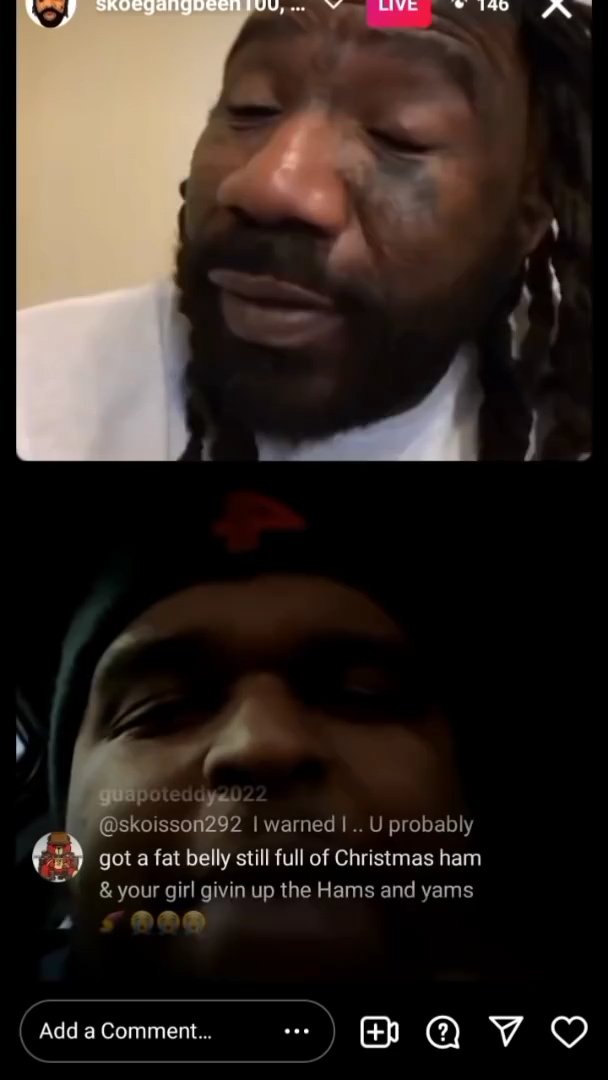 skoegangbeen100, ...
LIVE
146
guapoteddy2022
@skoisson292 I warned I .. U probably
got a fat belly still full of Christmas ham
& your girl givin up the Hams and yams
Add a Comment...